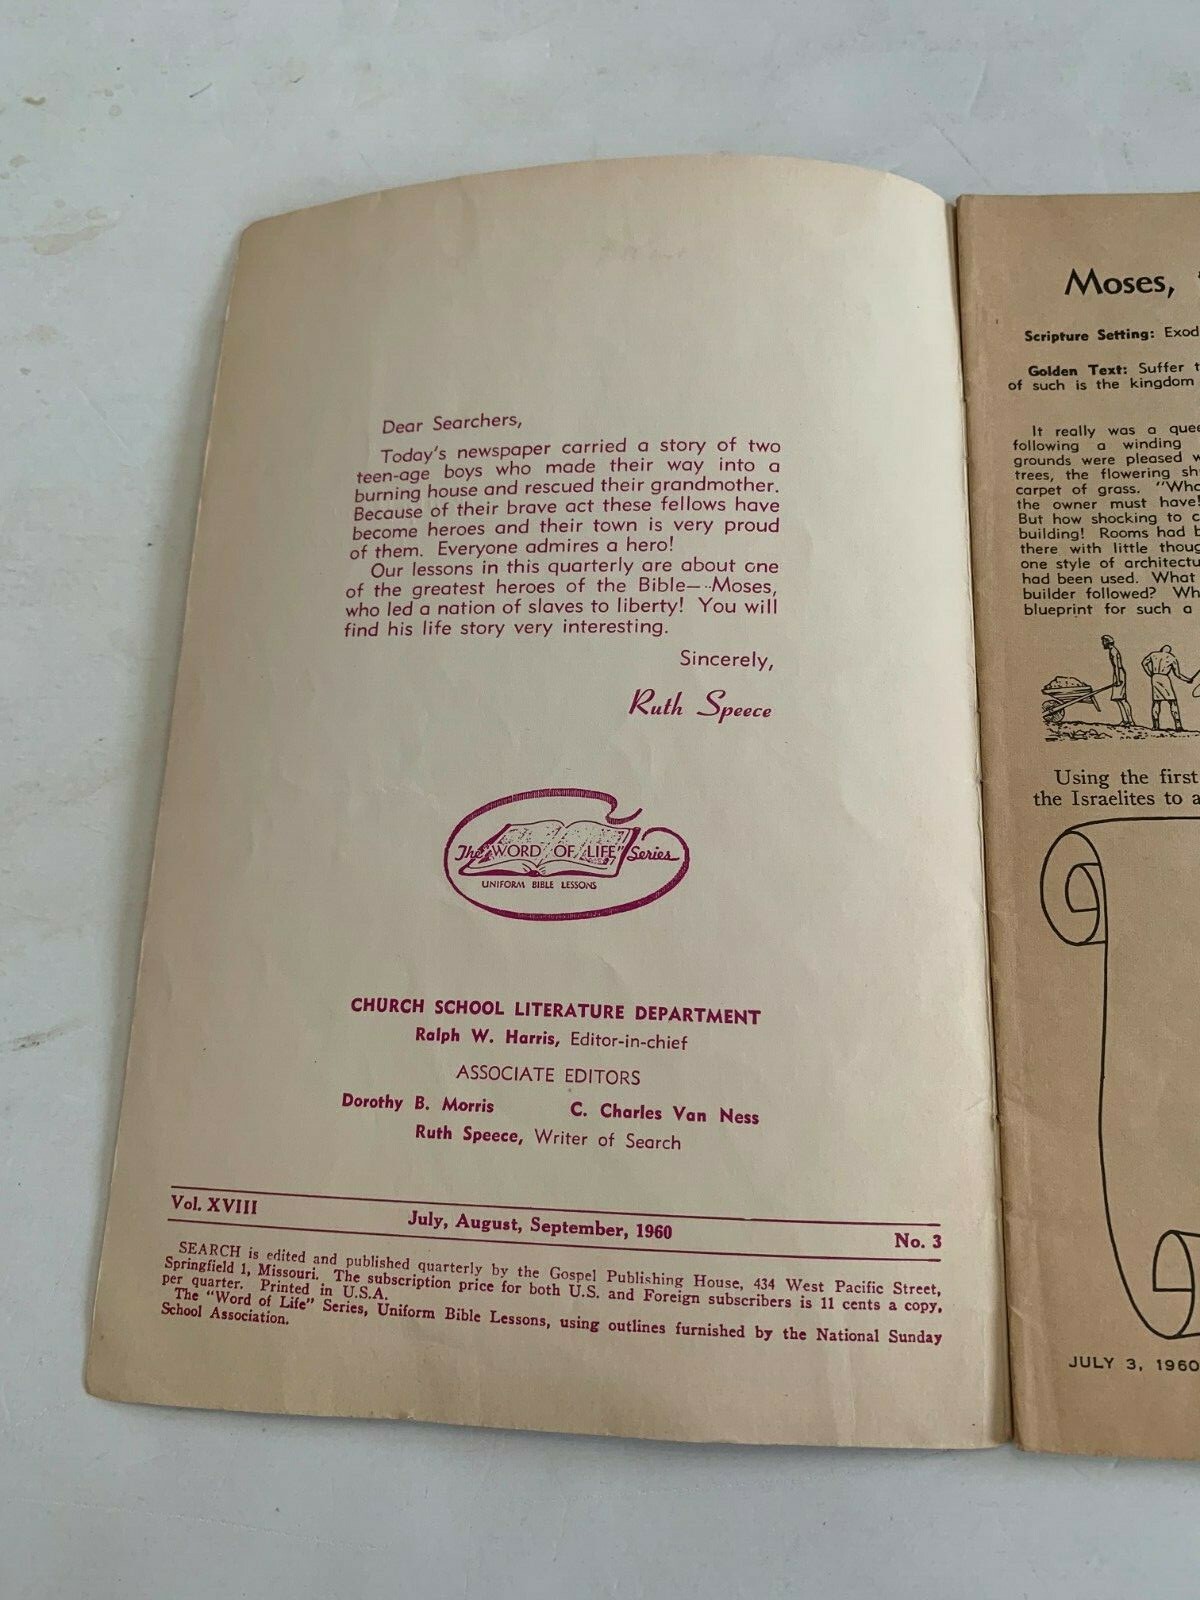 Dear Searchers,
Today's newspaper carried a story of two
teen-age boys who made their way into a
burning house and rescued their grandmother.
Because of their brave act these fellows have
become heroes and their town is very proud
of them. Everyone admires a hero!
Our lessons in this quarterly are about one
of the greatest heroes of the Bible—Moses,
who led a nation of slaves to liberty! You will
find his life story very interesting.
Sincerely,
Ruth Speece
The "WORD OF LIFE" Series
UNIFORM BIBLE LESSONS
CHURCH SCHOOL LITERATURE DEPARTMENT
Ralph W. Harris, Editor-in-chief
ASSOCIATE EDITORS
Dorothy B. Morris C. Charles Van Ness
Ruth Speece, Writer of Search
Vol. XVIII July, August, September, 1960 No. 3
SEARCH is edited and published quarterly by the Gospel Publishing House, 434 West Pacific Street,
Springfield 1, Missouri. The subscription price for both U.S. and Foreign subscribers is 11 cents a copy,
per quarter. Printed in U.S.A.
The "Word of Life" Series, Uniform Bible Lessons, using outlines furnished by the National Sunday
School Association.
Moses,
Scripture Setting:
Golden Text: Suffer
of such is the kingdom
It really was a
following a winding
grounds were pleased
trees, the flowering
carpet of grass.
the owner must have!
But how shocking to
building! Rooms had
there with little
one style of
had been used. What
builder followed?
blueprint for such a
Using the first
the Israelites to
JULY 3, 1960